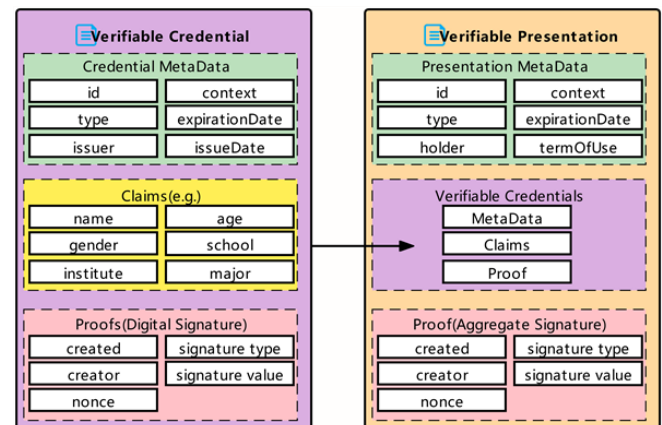 Verifiable Credential
Credential MetaData
id context
type expirationDate
issuer issueDate
Claims(e.g.)
name age
gender school
institute major
Proofs(Digital Signature)
created signature type
creator signature value
nonce
Verifiable Presentation
Presentation MetaData
id context
type expirationDate
holder termOfUse
Verifiable Credentials
MetaData
Claims
Proof
Proof(Aggregate Signature)
created signature type
creator signature value
nonce